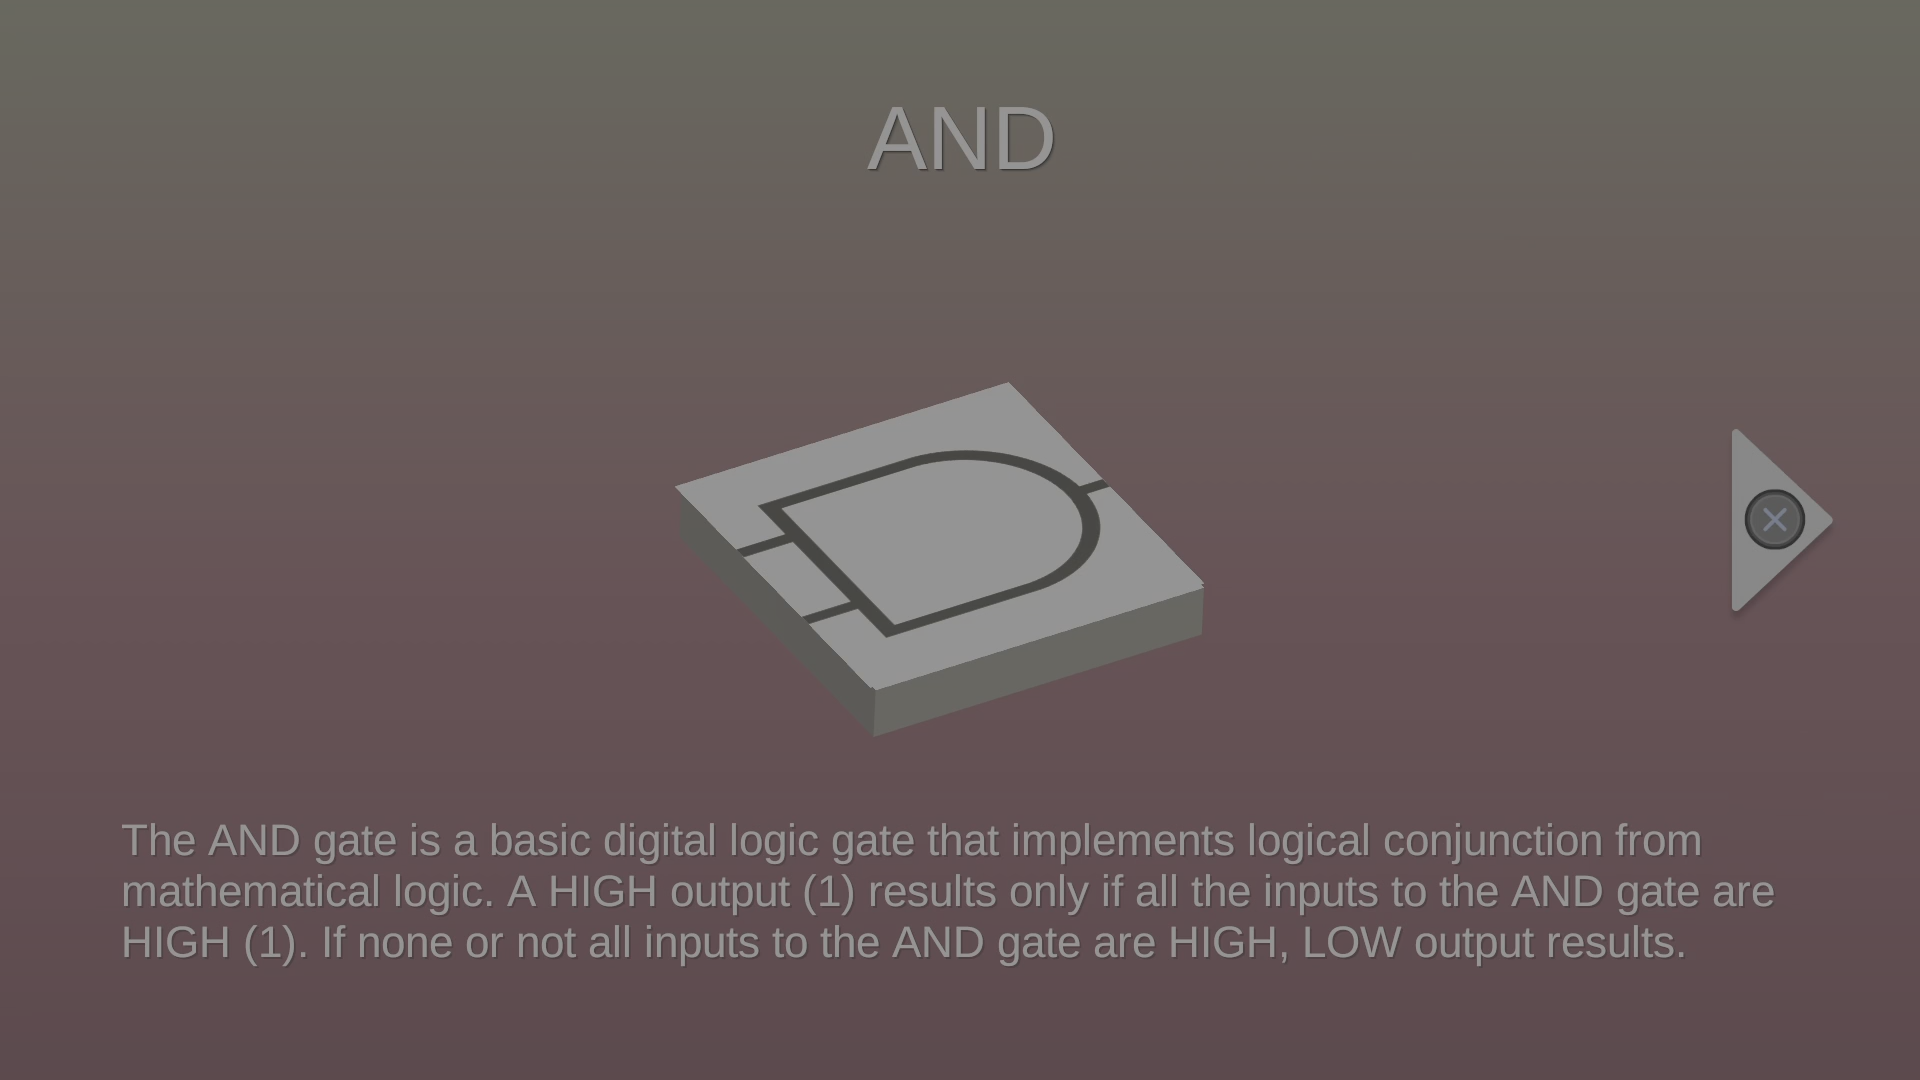 AND
The AND gate is a basic digital logic gate that implements logical conjunction from
mathematical logic. A HIGH output (1) results only if all the inputs to the AND gate are
HIGH (1). If none or not all inputs to the AND gate are HIGH, LOW output results.